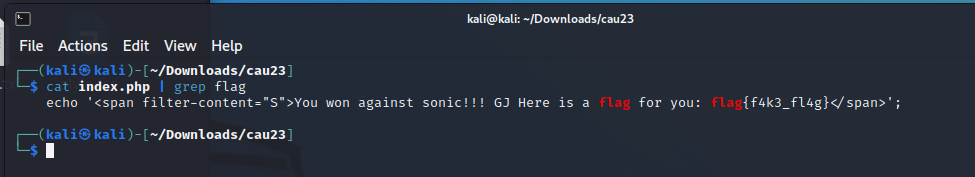 kali@kali: ~/Downloads/cau23
File Actions Edit View Help
┌──(kali㉿kali)-[~/Downloads/cau23]
└─$ cat index.php | grep flag
echo '<span filter-content="S">You won against sonic!!! GJ Here is a flag for you: flag{f4k3_fl4g}</span>';
┌──(kali㉿kali)-[~/Downloads/cau23]
└─$